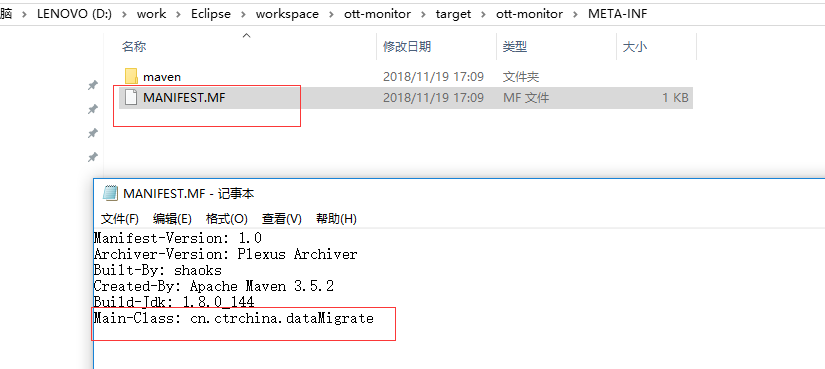 脑 > LENOVO (D:) > work > Eclipse > workspace > ott-monitor > target > ott-monitor > META-INF
名称 修改日期 类型 大小
maven 2018/11/19 17:09 文件夹
MANIFEST.MF 2018/11/19 17:09 MF 文件 1 KB
MANIFEST.MF - 记事本
文件(F) 编辑(E) 格式(O) 查看(V) 帮助(H)
Manifest-Version: 1.0
Archiver-Version: Plexus Archiver
Built-By: shaoks
Created-By: Apache Maven 3.5.2
Build-Jdk: 1.8.0_144
Main-Class: cn.ctrchina.dataMigrate